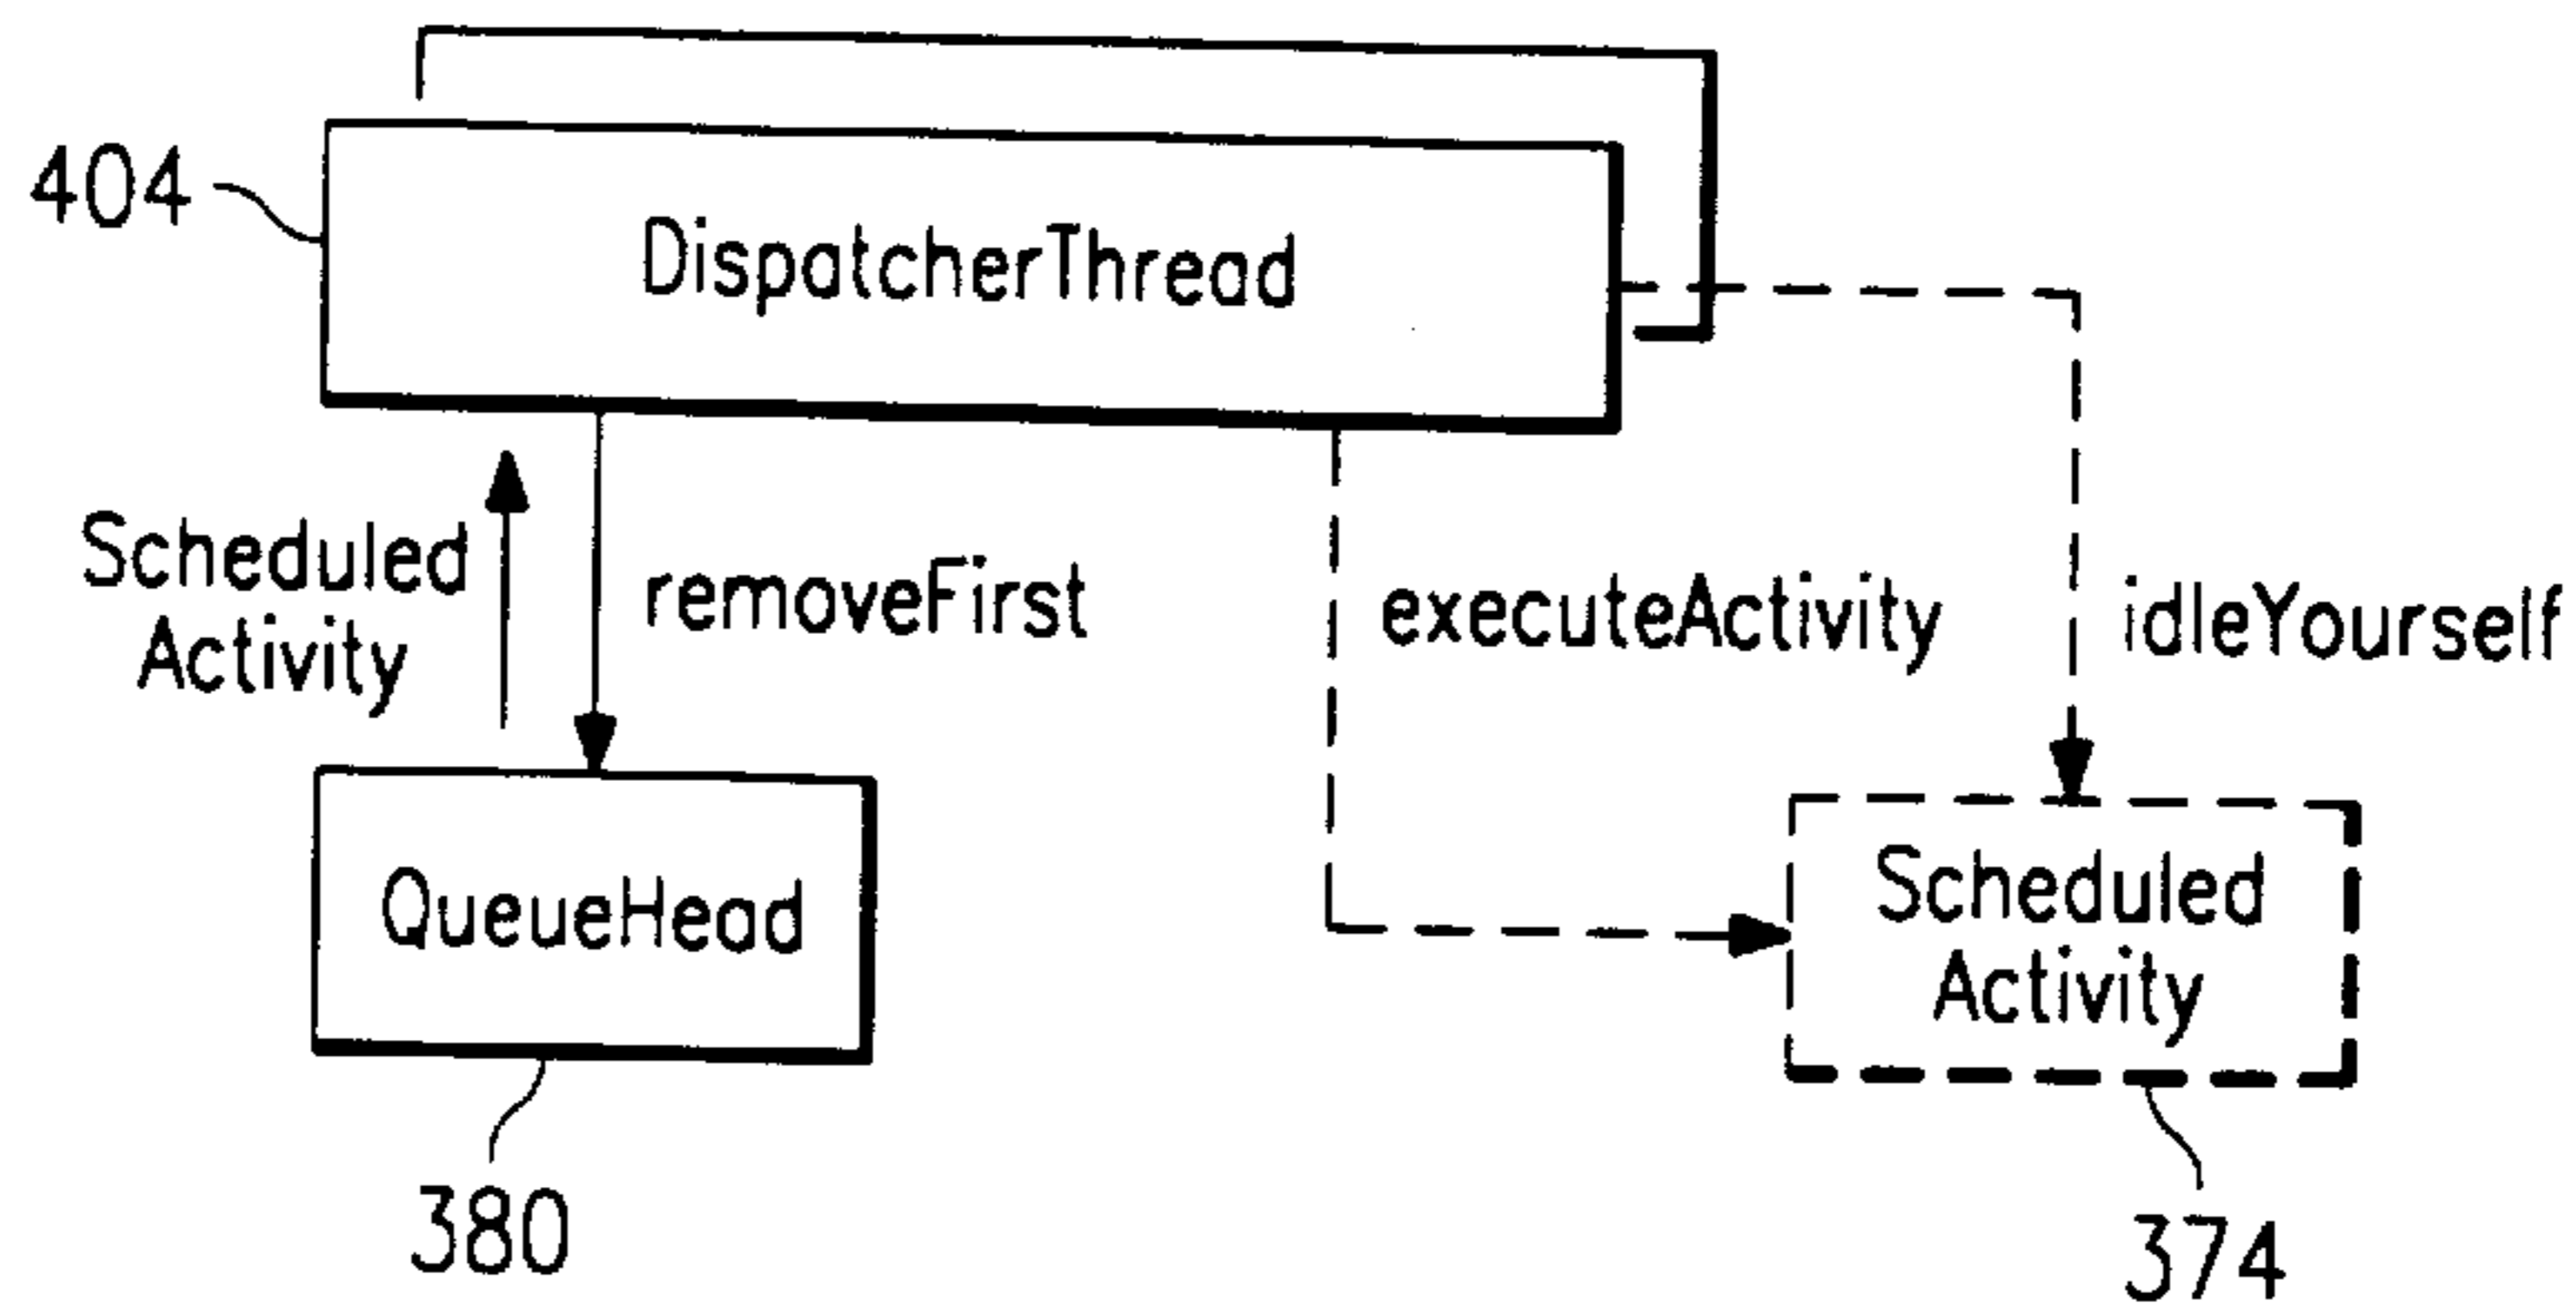 404
DispatcherThread
Scheduled
Activity
removeFirst
executeActivity
idleYourself
QueueHead
Scheduled
Activity
380
374